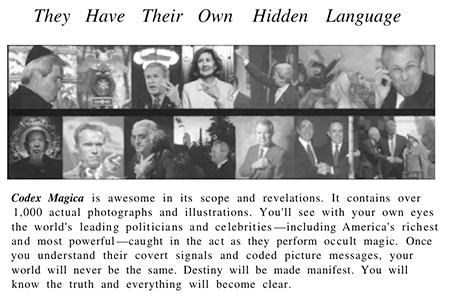 They Have Their Own Hidden Language
Codex Magica is awesome in its scope and revelations. It contains over
1,000 actual photographs and illustrations. You'll see with your own eyes
the world's leading politicians and celebrities—including America's richest
and most powerful—caught in the act as they perform occult magic. Once
you understand their covert signals and coded picture messages, your
world will never be the same. Destiny will be made manifest. You will
know the truth and everything will become clear.